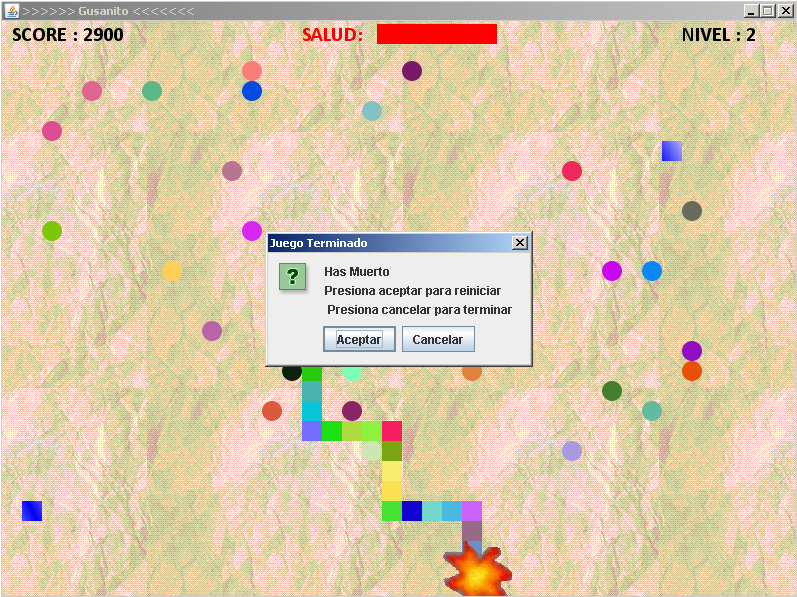 >>>>>> Gusanito <<<<<<<
SCORE : 2900
SALUD:
NIVEL : 2
Juego Terminado
?
Has Muerto
Presiona aceptar para reiniciar
Presiona cancelar para terminar
Aceptar
Cancelar